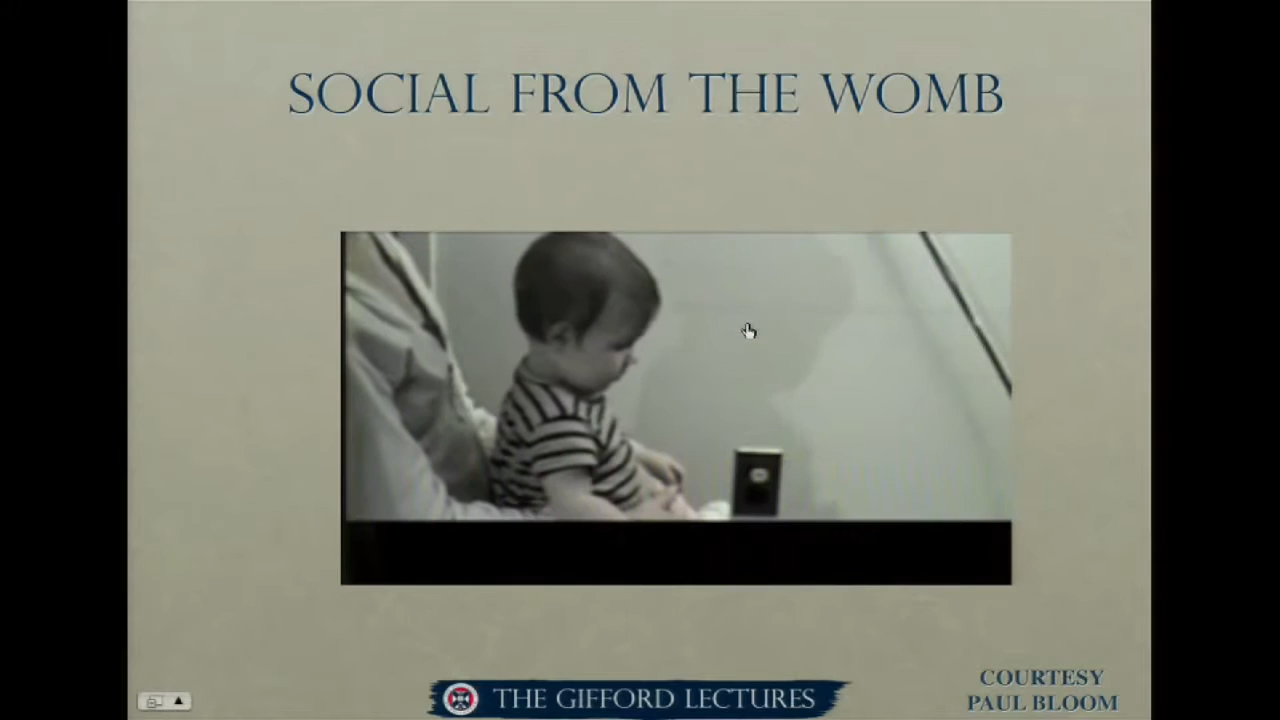 SOCIAL FROM THE WOMB
THE GIFFORD LECTURES
COURTESY
PAUL BLOOM